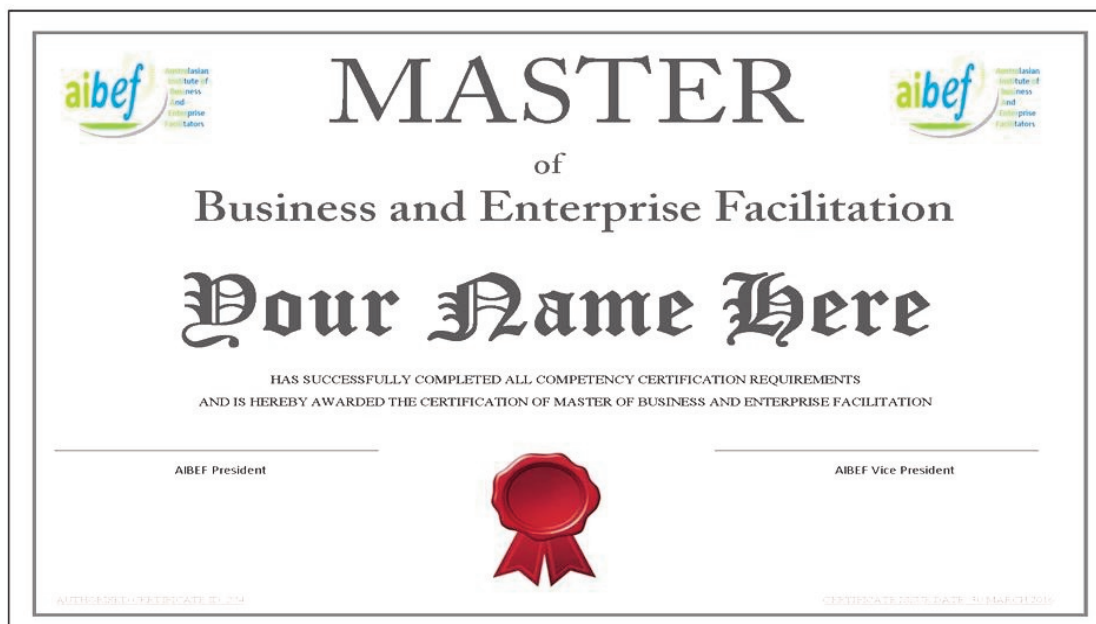 aibef
Australasian
Institute of
Business
And
Enterprise
Facilitators
MASTER
aibef
Australasian
Institute of
Business
And
Enterprise
Facilitators
of
Business and Enterprise Facilitation
Your Name Here
HAS SUCCESSFULLY COMPLETED ALL COMPETENCY CERTIFICATION REQUIREMENTS
AND IS HEREBY AWARDED THE CERTIFICATION OF MASTER OF BUSINESS AND ENTERPRISE FACILITATION
AIBEF President
AIBEF Vice President
AUTHORISED CERTIFICATE ID:
CERTIFICATE ISSUE DATE: MARCH